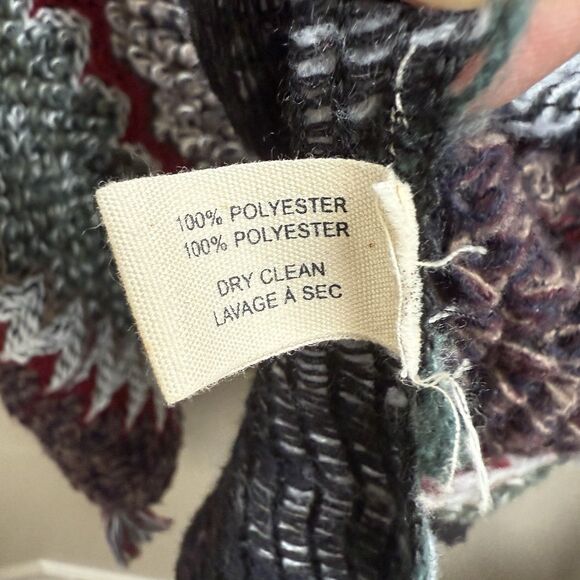 100% POLYESTER
100% POLYESTER
DRY CLEAN
LAVAGE À SEC